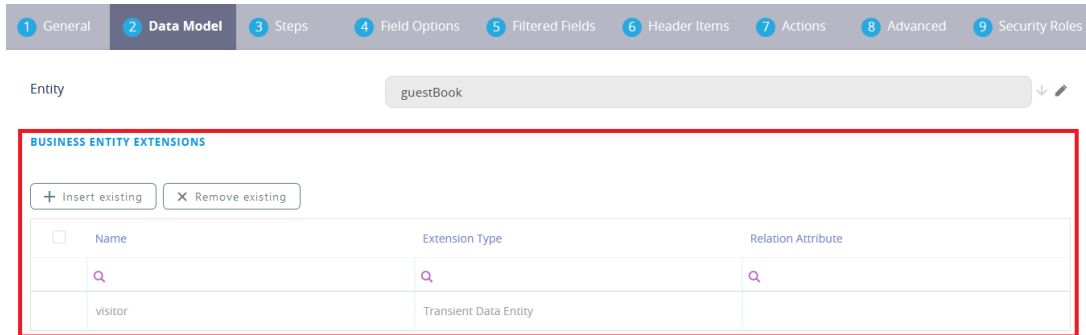 1 General 2 Data Model 3 Steps 4 Field Options 5 Filtered Fields 6 Header Items 7 Actions 8 Advanced 9 Security Roles
Entity guestBook
BUSINESS ENTITY EXTENSIONS
Insert existing Remove existing
Name Extension Type Relation Attribute
visitor Transient Data Entity